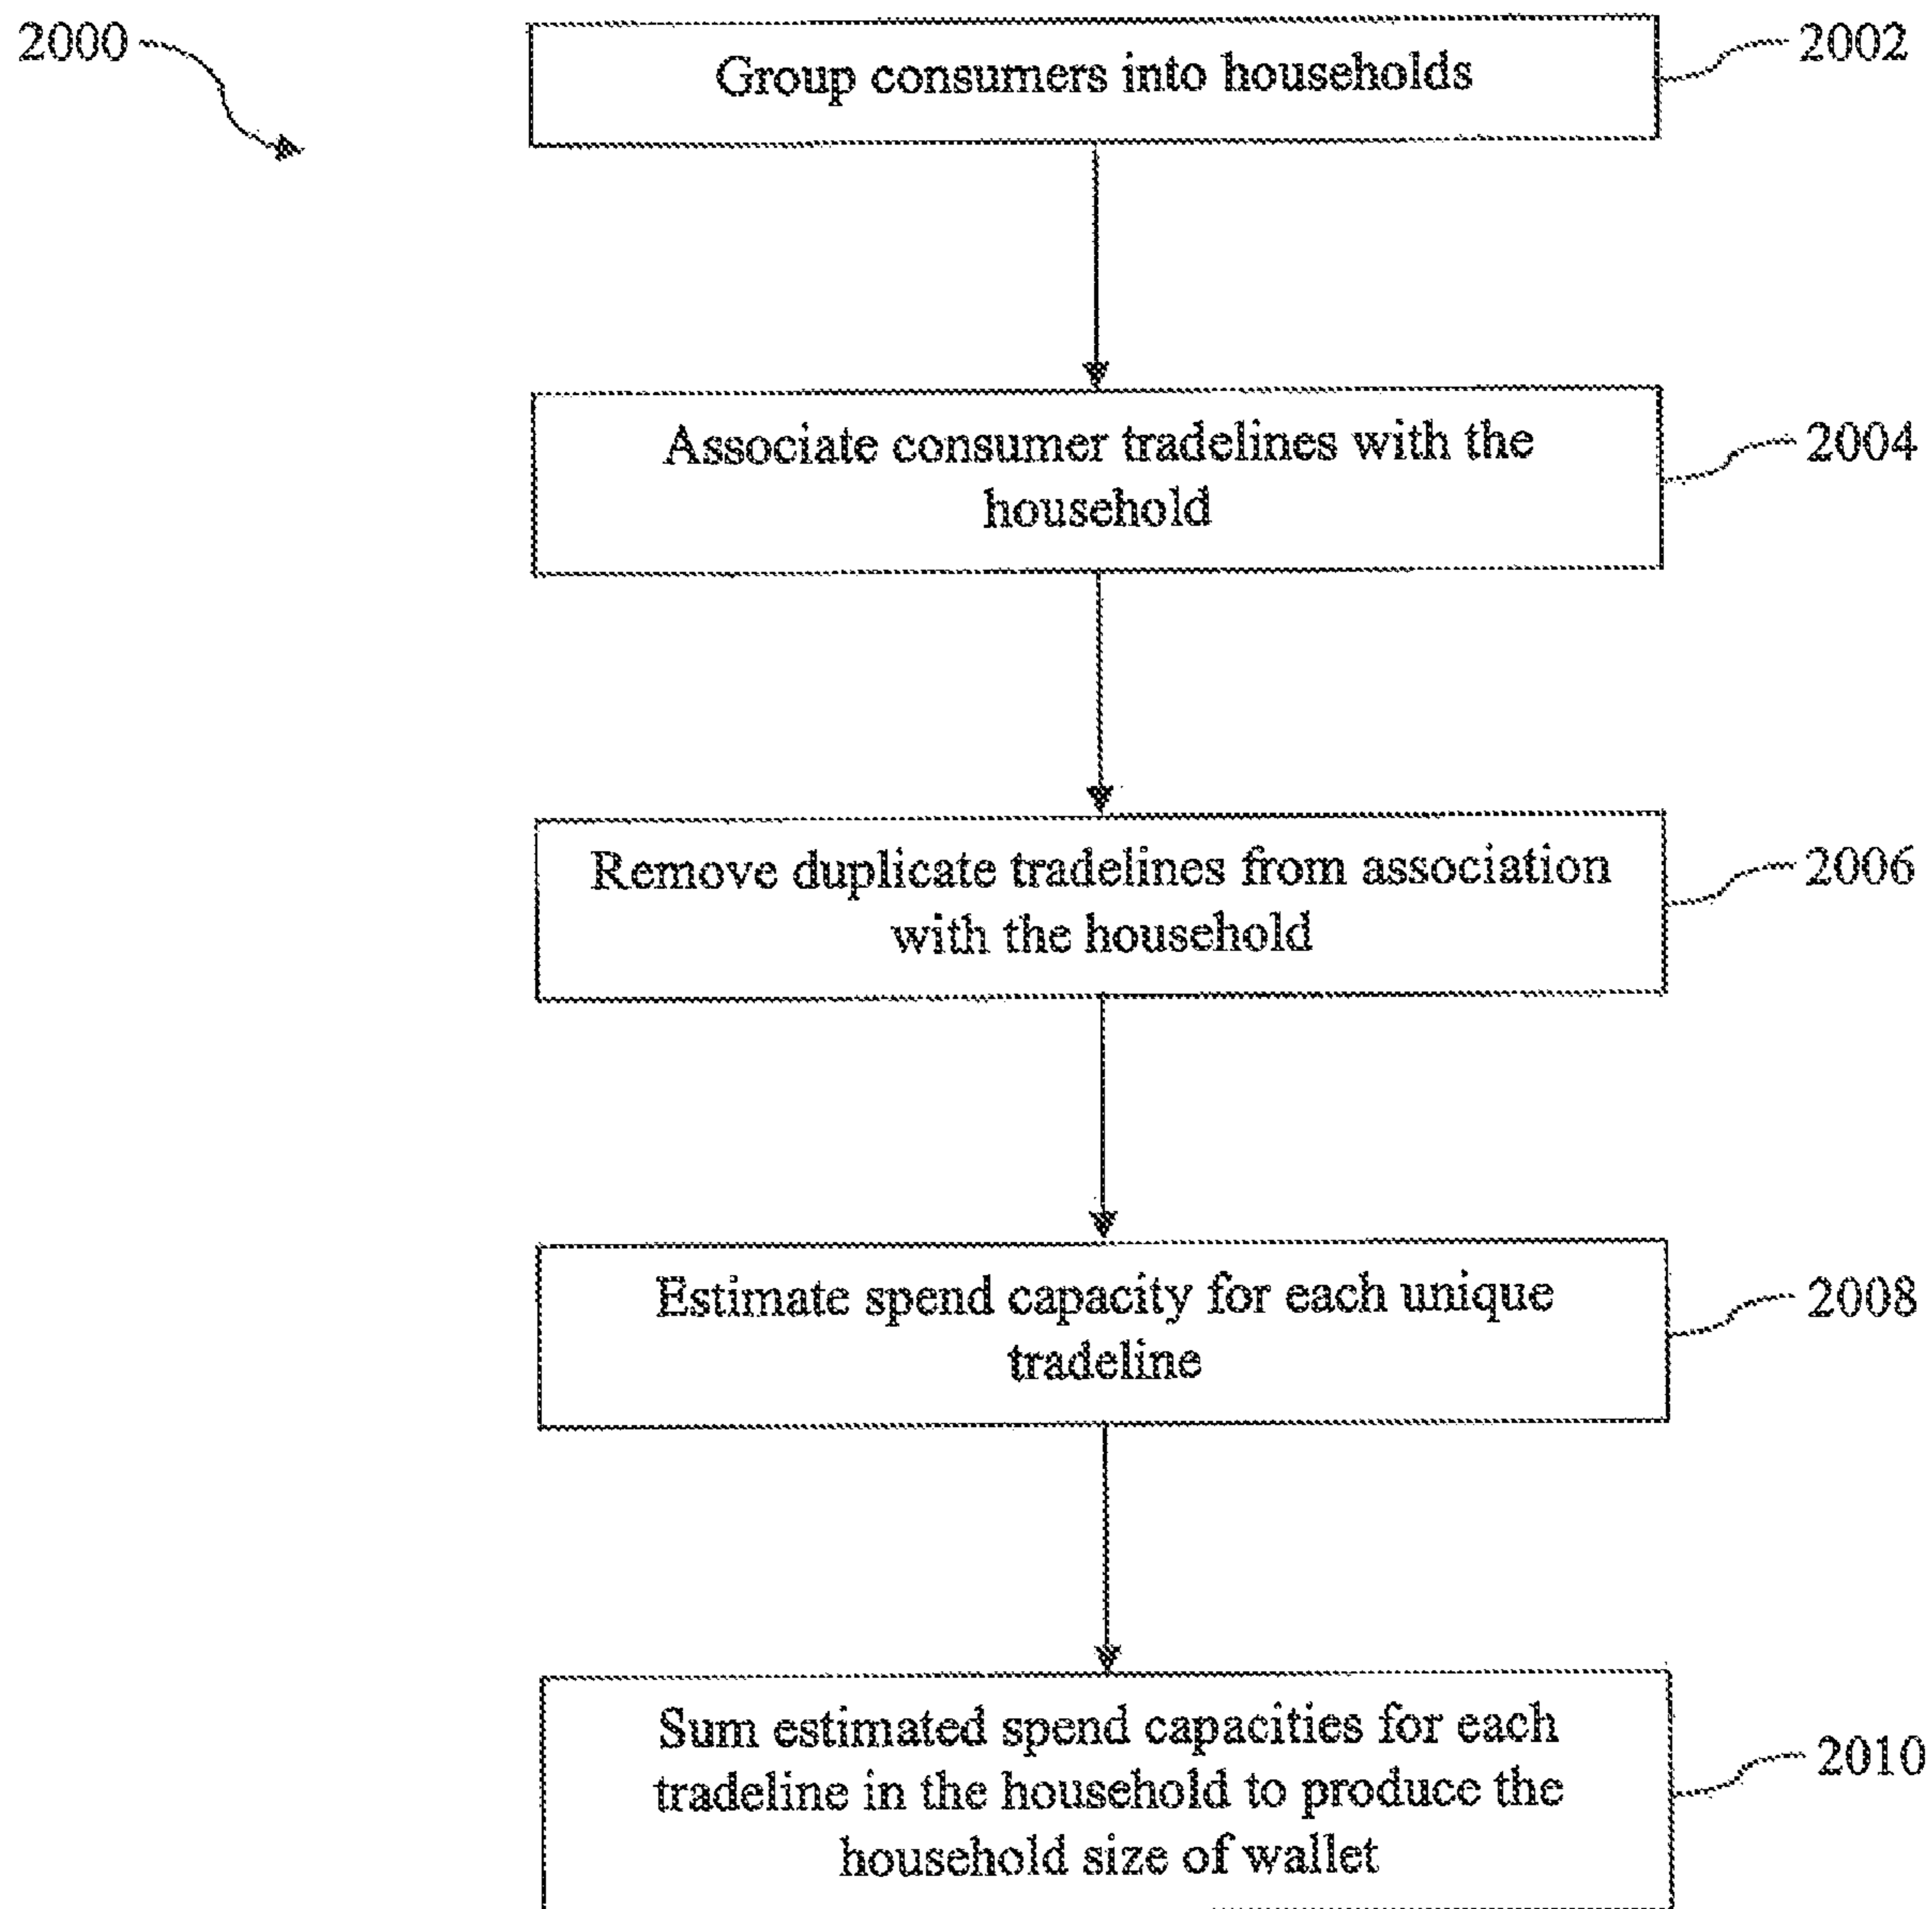 2000
Group consumers into households
2002
Associate consumer tradelines with the
household
2004
Remove duplicate tradelines from association
with the household
2006
Estimate spend capacity for each unique
tradeline
2008
Sum estimated spend capacities for each
tradeline in the household to produce the
household size of wallet
2010